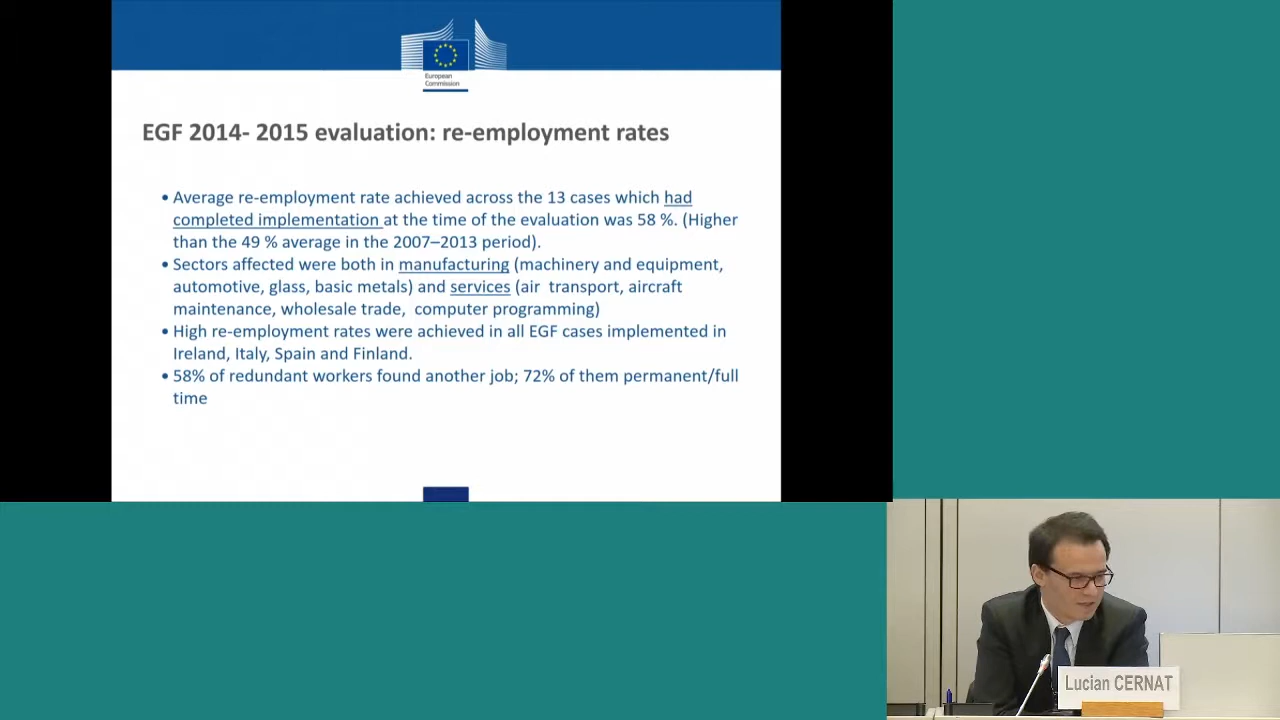 European
Commission
EGF 2014- 2015 evaluation: re-employment rates
• Average re-employment rate achieved across the 13 cases which had
completed implementation at the time of the evaluation was 58 %. (Higher
than the 49 % average in the 2007–2013 period).
• Sectors affected were both in manufacturing (machinery and equipment,
automotive, glass, basic metals) and services (air transport, aircraft
maintenance, wholesale trade, computer programming)
• High re-employment rates were achieved in all EGF cases implemented in
Ireland, Italy, Spain and Finland.
• 58% of redundant workers found another job; 72% of them permanent/full
time
Lucian CERNAT